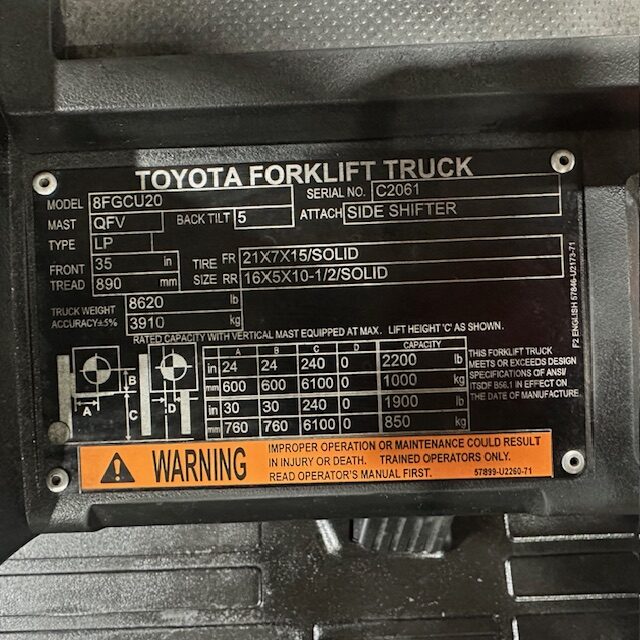 TOYOTA FORKLIFT TRUCK
MODEL 8FGCU20 SERIAL NO. C2061
MAST QFV BACK TILT 5 ATTACH SIDE SHIFTER
TYPE LP
FRONT TREAD 35 in 890 mm
TIRE SIZE FR 21X7X15/SOLID
RR 16X5X10-1/2/SOLID
TRUCK WEIGHT 8620 lb
ACCURACY±5% 3910 kg
RATED CAPACITY WITH VERTICAL MAST EQUIPPED AT MAX. LIFT HEIGHT 'C' AS SHOWN.
A B C D CAPACITY
in 24 24 240 0 2200 lb
mm 600 600 6100 0 1000 kg
in 30 30 240 0 1900 lb
mm 760 760 6100 0 850 kg
A B C D
THIS FORKLIFT TRUCK
MEETS OR EXCEEDS DESIGN
SPECIFICATIONS OF ANSI/
ITSDF B56.1 IN EFFECT ON
THE DATE OF MANUFACTURE.
F2 ENGLISH 57846-U2173-71
WARNING
IMPROPER OPERATION OR MAINTENANCE COULD RESULT
IN INJURY OR DEATH. TRAINED OPERATORS ONLY.
READ OPERATOR'S MANUAL FIRST. 57899-U2260-71